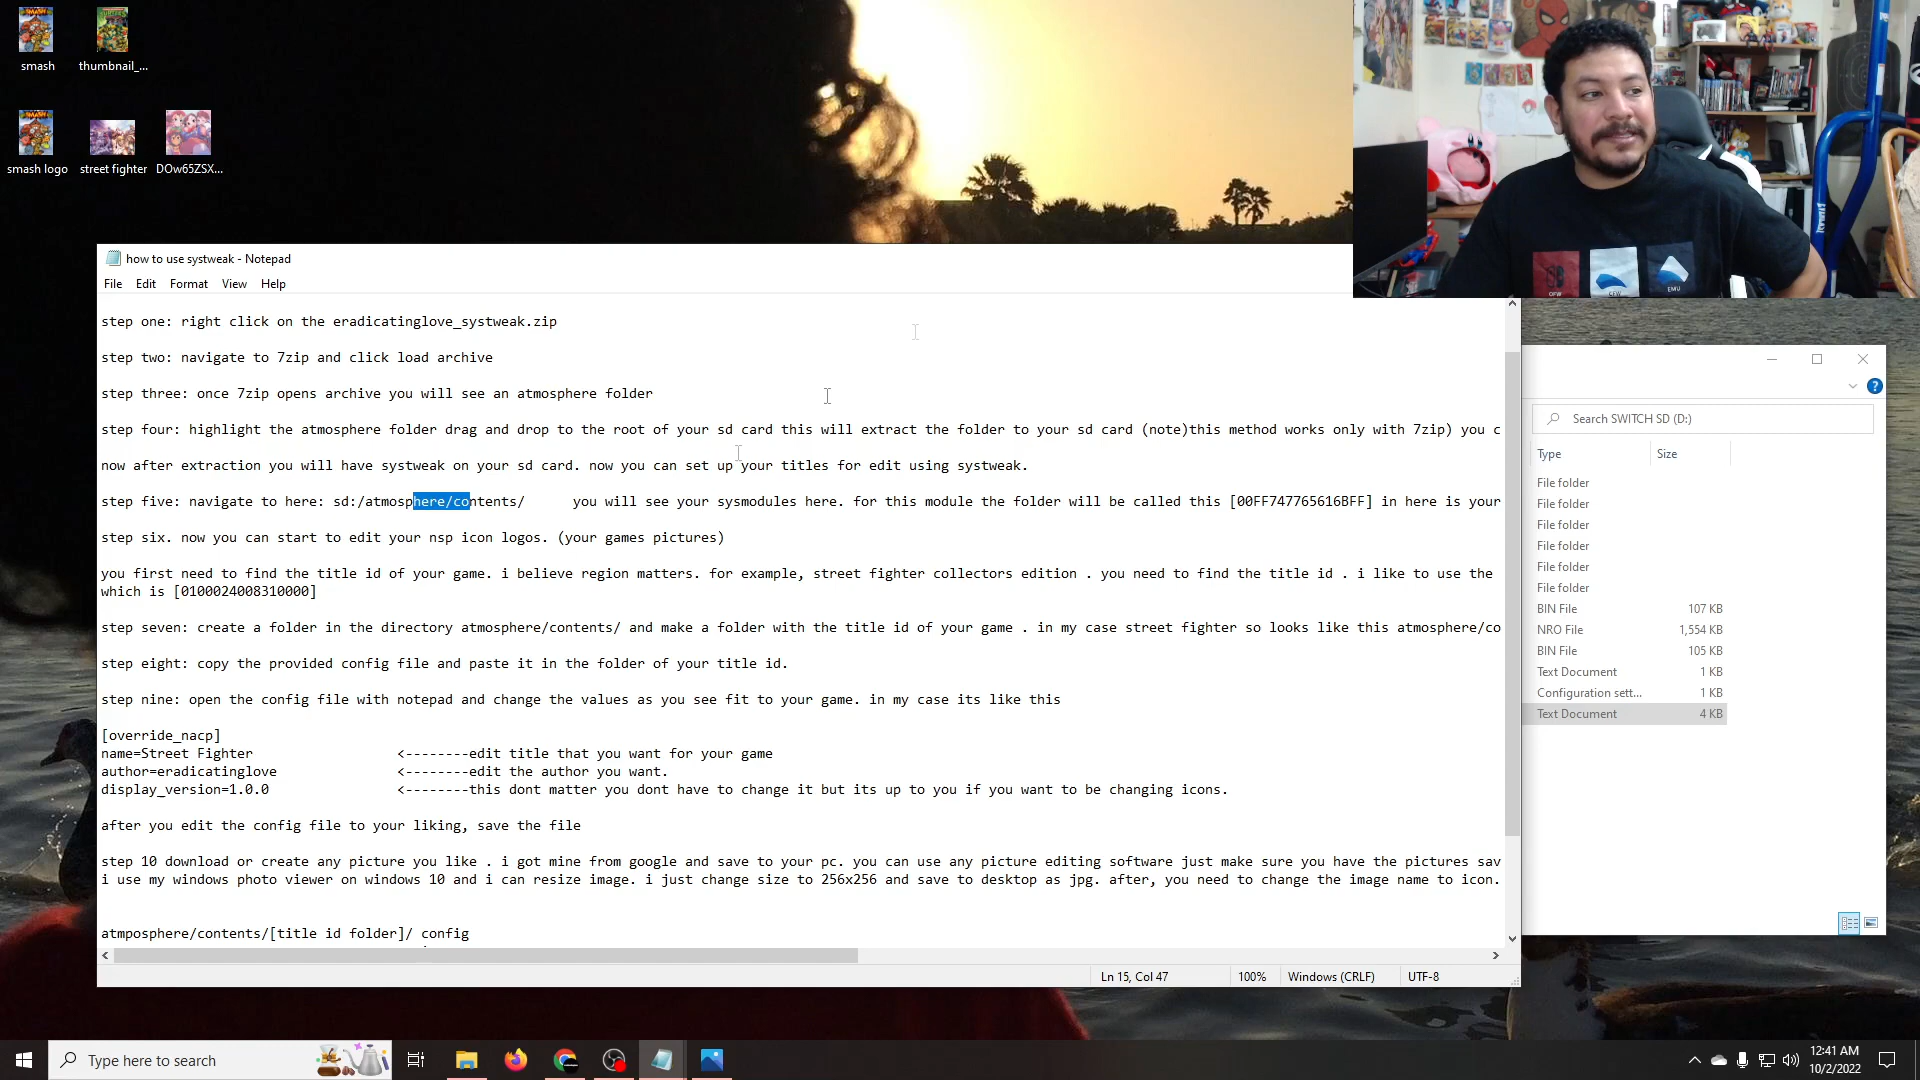 smash
thumbnail_...
smash logo
street fighter
DOw65ZSX...
how to use systweak - Notepad
File Edit Format View Help
step one: right click on the eradicatinglove_systweak.zip
step two: navigate to 7zip and click load archive
step three: once 7zip opens archive you will see an atmosphere folder
step four: highlight the atmosphere folder drag and drop to the root of your sd card this will extract the folder to your sd card (note)this method works only with 7zip) you c
now after extraction you will have systweak on your sd card. now you can set up your titles for edit using systweak.
step five: navigate to here: sd:/atmosphere/contents/ you will see your sysmodules here. for this module the folder will be called this [00FF747765616BFF] in here is your
step six. now you can start to edit your nsp icon logos. (your games pictures)
you first need to find the title id of your game. i believe region matters. for example, street fighter collectors edition . you need to find the title id . i like to use the
which is [0100024008310000]
step seven: create a folder in the directory atmosphere/contents/ and make a folder with the title id of your game . in my case street fighter so looks like this atmosphere/co
step eight: copy the provided config file and paste it in the folder of your title id.
step nine: open the config file with notepad and change the values as you see fit to your game. in my case its like this
[override_nacp]
name=Street Fighter <--------edit title that you want for your game
author=eradicatinglove <--------edit the author you want.
display_version=1.0.0 <--------this dont matter you dont have to change it but its up to you if you want to be changing icons.
after you edit the config file to your liking, save the file
step 10 download or create any picture you like . i got mine from google and save to your pc. you can use any picture editing software just make sure you have the pictures sav
i use my windows photo viewer on windows 10 and i can resize image. i just change size to 256x256 and save to desktop as jpg. after, you need to change the image name to icon.
atmposphere/contents/[title id folder]/ config
Ln 15, Col 47 100% Windows (CRLF) UTF-8
Search SWITCH SD (D:)
Type Size
File folder
File folder
File folder
File folder
File folder
File folder
BIN File 107 KB
NRO File 1,554 KB
BIN File 105 KB
Text Document 1 KB
Configuration sett... 1 KB
Text Document 4 KB
OFW
CFW
EMU
Type here to search
12:41 AM
10/2/2022